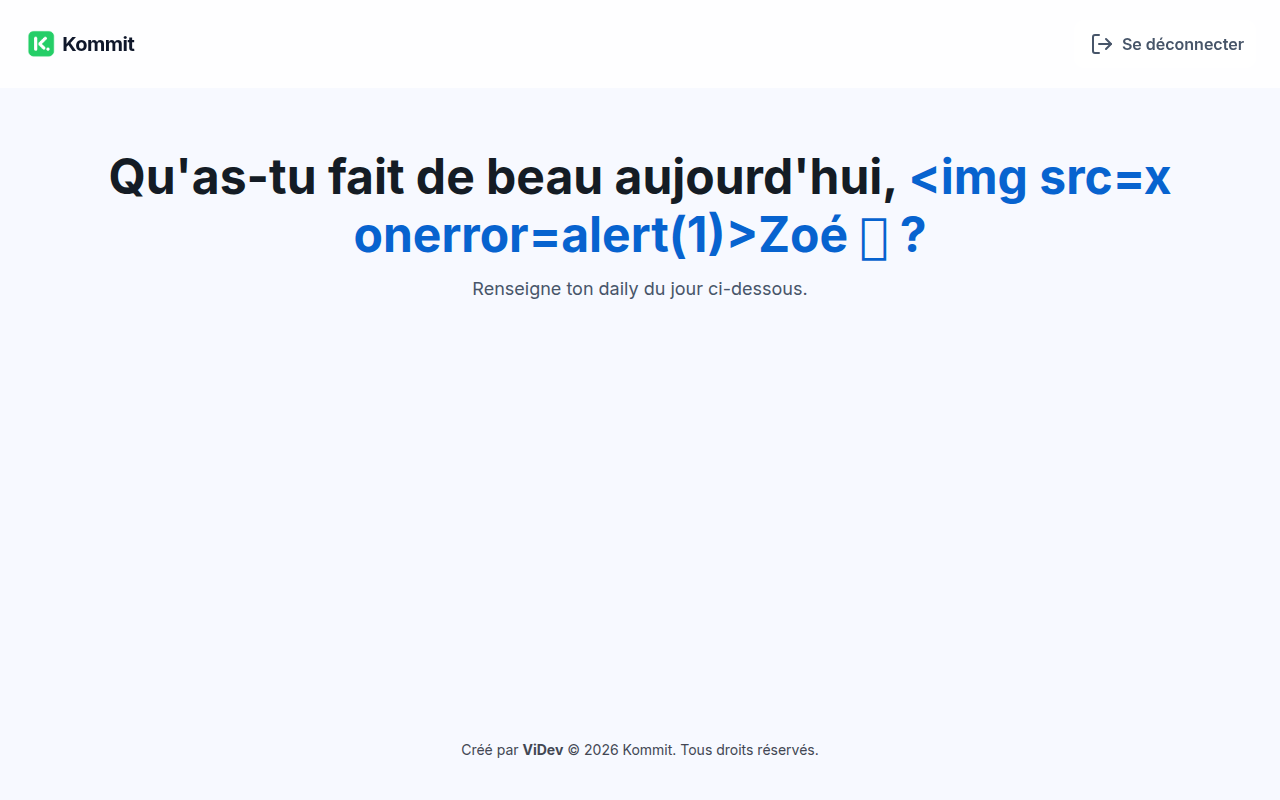 Kommit
Se déconnecter
Qu'as-tu fait de beau aujourd'hui, <img src=x
onerror=alert(1)>Zoé ?
Renseigne ton daily du jour ci-dessous.
Créé par ViDev © 2026 Kommit. Tous droits réservés.